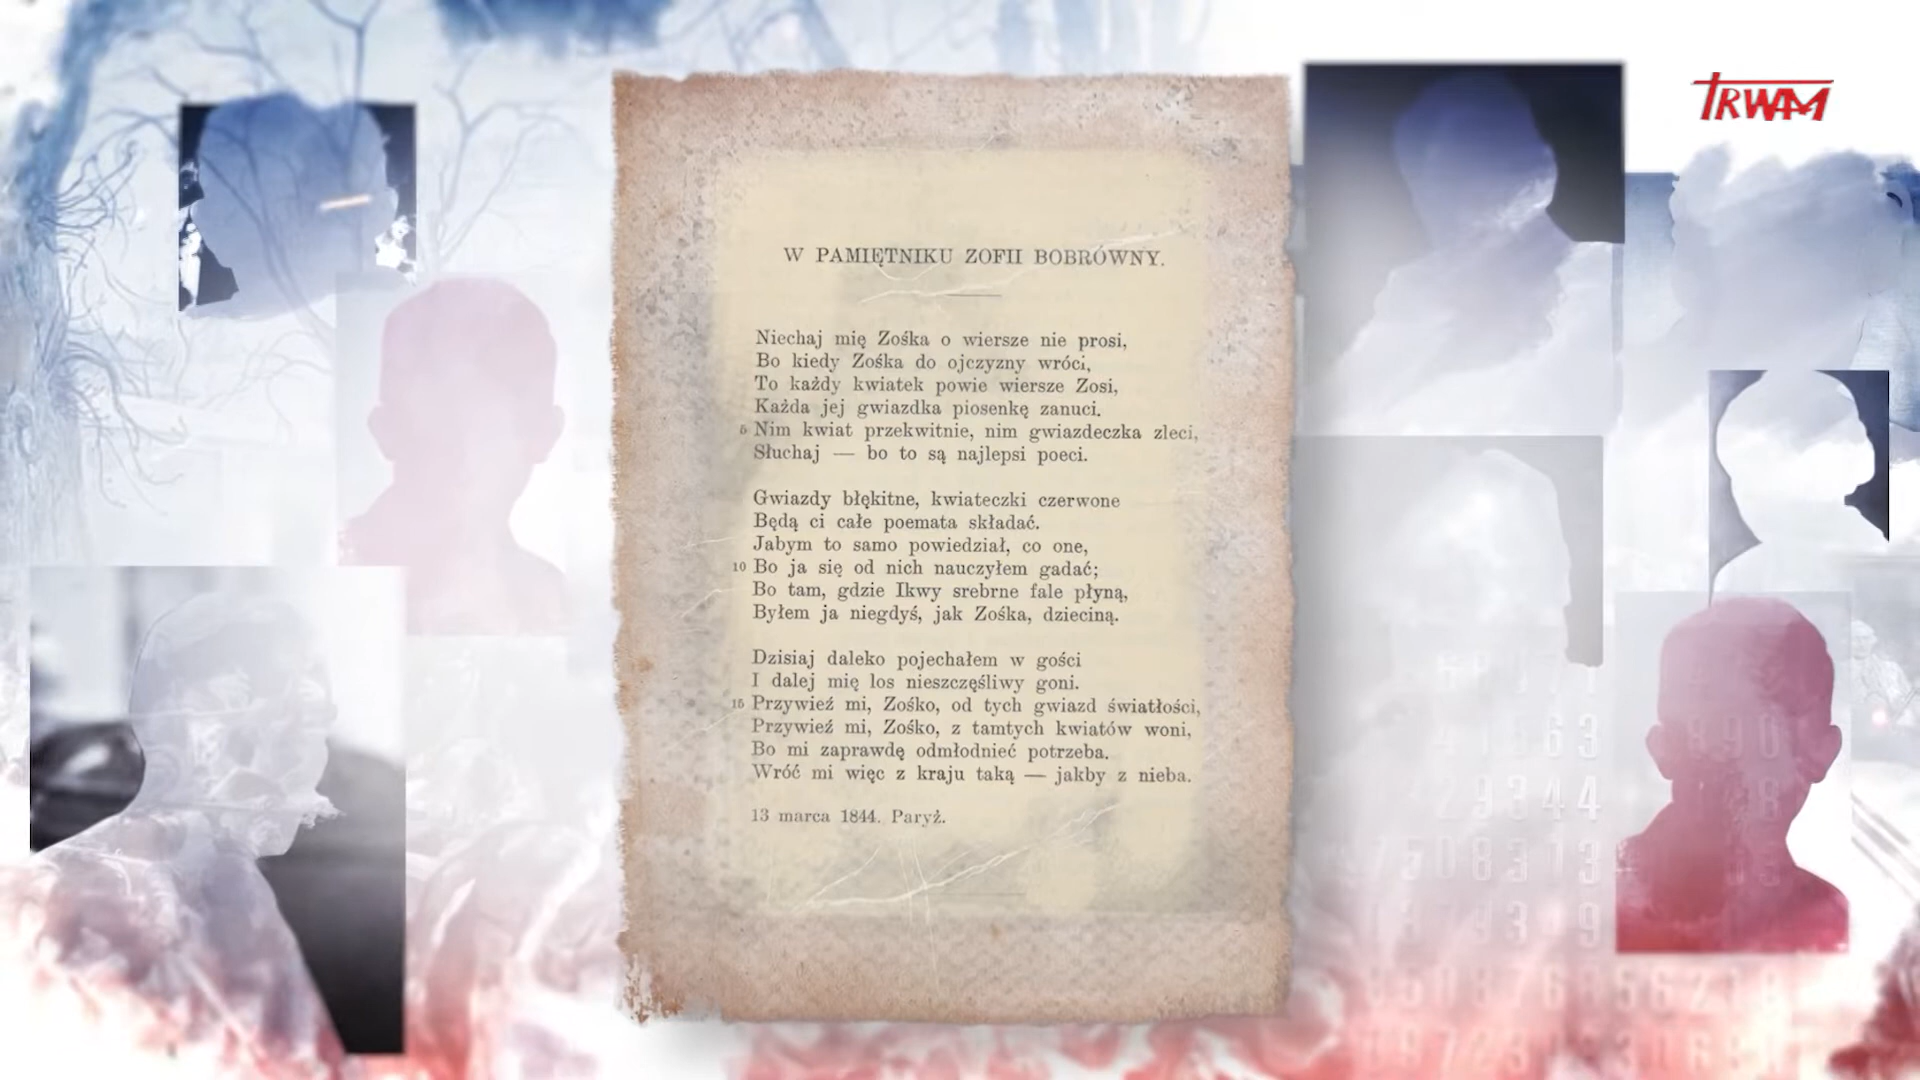 TRWAM
W PAMIĘTNIKU ZOFII BOBRÓWNY.
Niechaj mię Zośka o wiersze nie prosi,
Bo kiedy Zośka do ojczyzny wróci,
To każdy kwiatek powie wiersze Zosi,
Każda jej gwiazdka piosenkę zanuci.
5 Nim kwiat przekwitnie, nim gwiazdeczka zleci,
Słuchaj — bo to są najlepsi poeci.
Gwiazdy błękitne, kwiateczki czerwone
Będą ci całe poemata składać.
Jabym to samo powiedział, co one,
10 Bo ja się od nich nauczyłem gadać;
Bo tam, gdzie Ikwy srebrne fale płyną,
Byłem ja niegdyś, jak Zośka, dzieciną.
Dzisiaj daleko pojechałem w gości
I dalej mię los nieszczęśliwy goni.
15 Przywieź mi, Zośko, od tych gwiazd światłości,
Przywieź mi, Zośko, z tamtych kwiatów woni,
Bo mi zaprawdę odmłodnieć potrzeba.
Wróć mi więc z kraju taką — jakby z nieba.
13 marca 1844. Paryż.